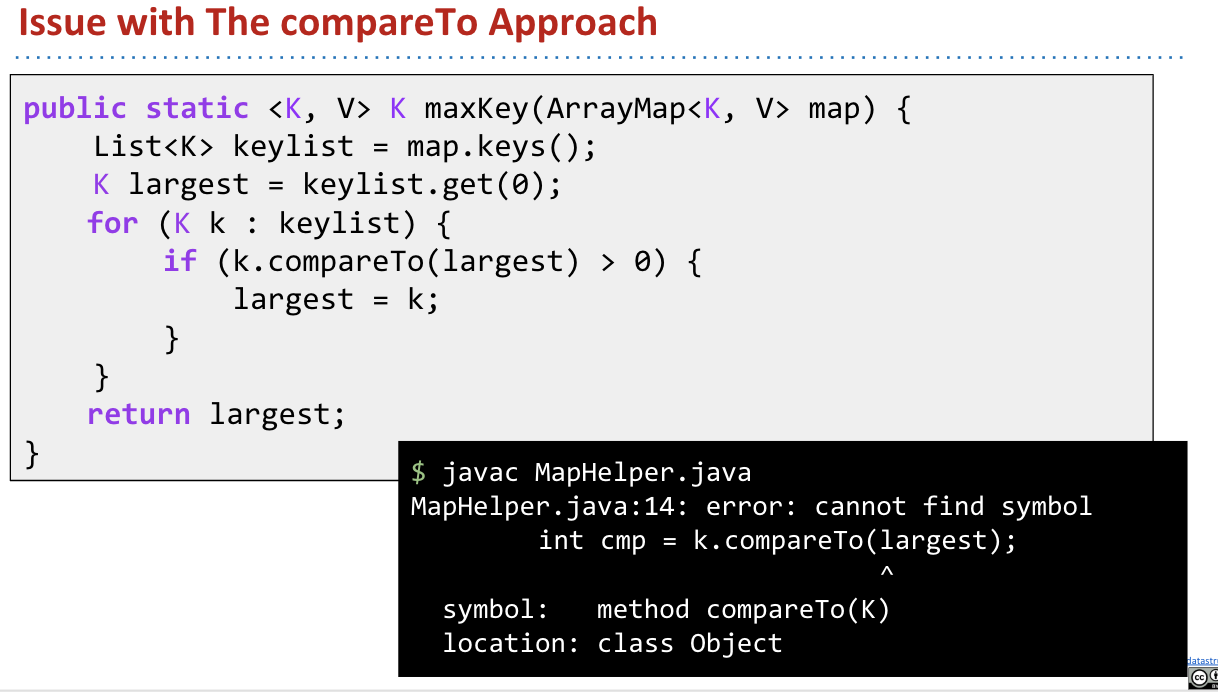 Issue with The compareTo Approach
public static <K, V> K maxKey(ArrayMap<K, V> map) {
List<K> keylist = map.keys();
K largest = keylist.get(0);
for (K k : keylist) {
if (k.compareTo(largest) > 0) {
largest = k;
}
}
return largest;
}
$ javac MapHelper.java
MapHelper.java:14: error: cannot find symbol
int cmp = k.compareTo(largest);
^
symbol: method compareTo(K)
location: class Object
datastr
cc